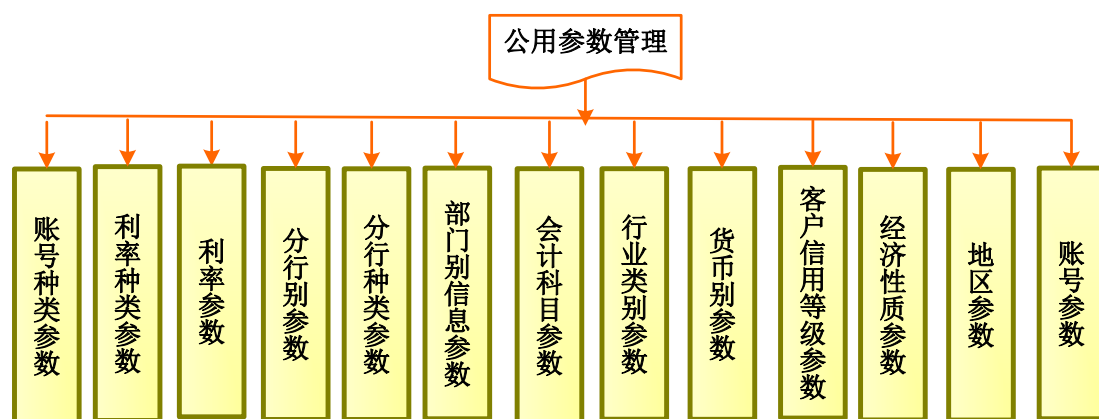 公用参数管理
账号种类参数
利率种类参数
利率参数
分行别参数
分行种类参数
部门别信息参数
会计科目参数
行业类别参数
货币别参数
客户信用等级参数
经济性质参数
地区参数
账号参数